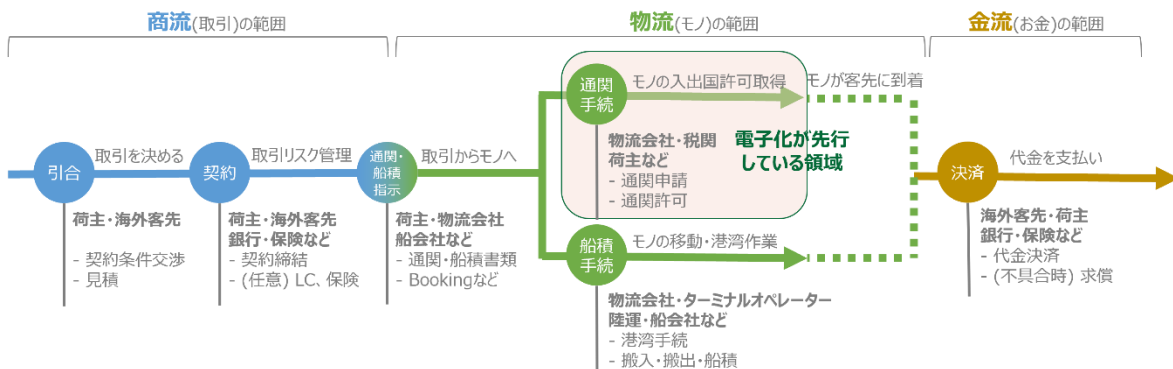 商流(取引)の範囲
物流(モノ)の範囲
金流(お金)の範囲
引合
取引を決める
荷主・海外客先
- 契約条件交渉
- 見積
契約
取引リスク管理
荷主・海外客先
銀行・保険など
- 契約締結
- (任意) LC、保険
通関・
船積
指示
取引からモノへ
荷主・物流会社
船会社など
- 通関・船積書類
- Bookingなど
通関
手続
モノの入出国許可取得
物流会社・税関
荷主など
- 通関申請
- 通関許可
電子化が先行
している領域
モノが客先に到着
船積
手続
モノの移動・港湾作業
物流会社・ターミナルオペレーター
陸運・船会社など
- 港湾手続
- 搬入・搬出・船積
決済
代金を支払い
海外客先・荷主
銀行・保険など
- 代金決済
- (不具合時) 求償